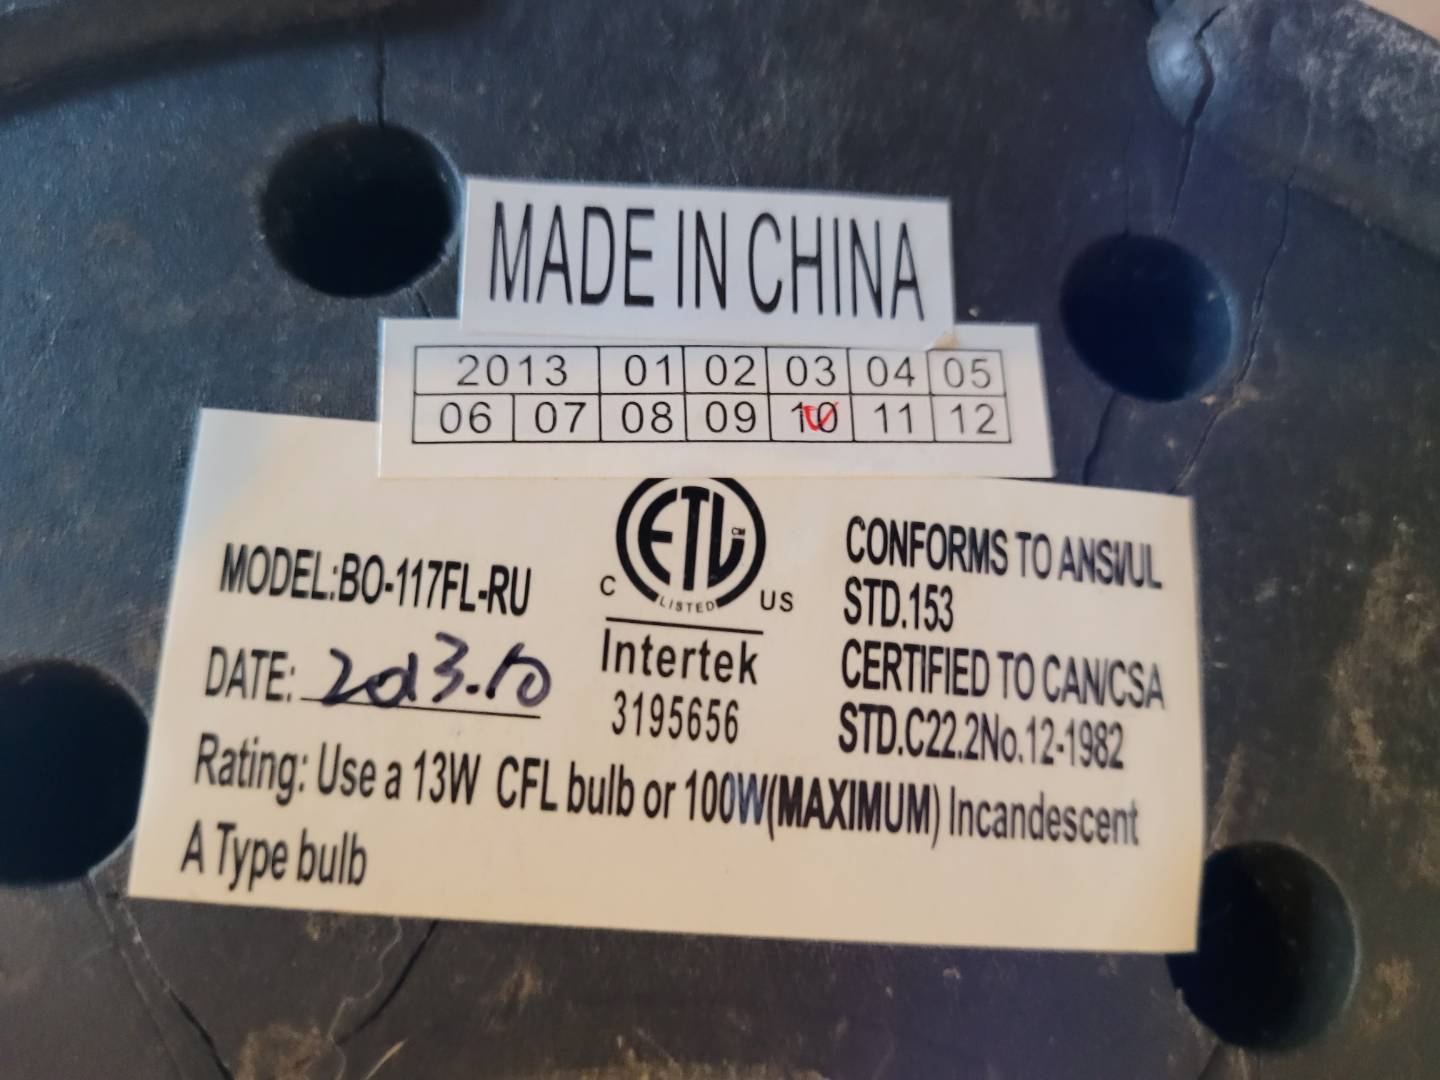 MADE IN CHINA
2013 01 02 03 04 05
06 07 08 09 10 11 12
MODEL:BO-117FL-RU
DATE: 2013.10
ETL CM
LISTED
C US
Intertek
3195656
CONFORMS TO ANSI/UL
STD.153
CERTIFIED TO CAN/CSA
STD.C22.2No.12-1982
Rating: Use a 13W CFL bulb or 100W(MAXIMUM) Incandescent
A Type bulb